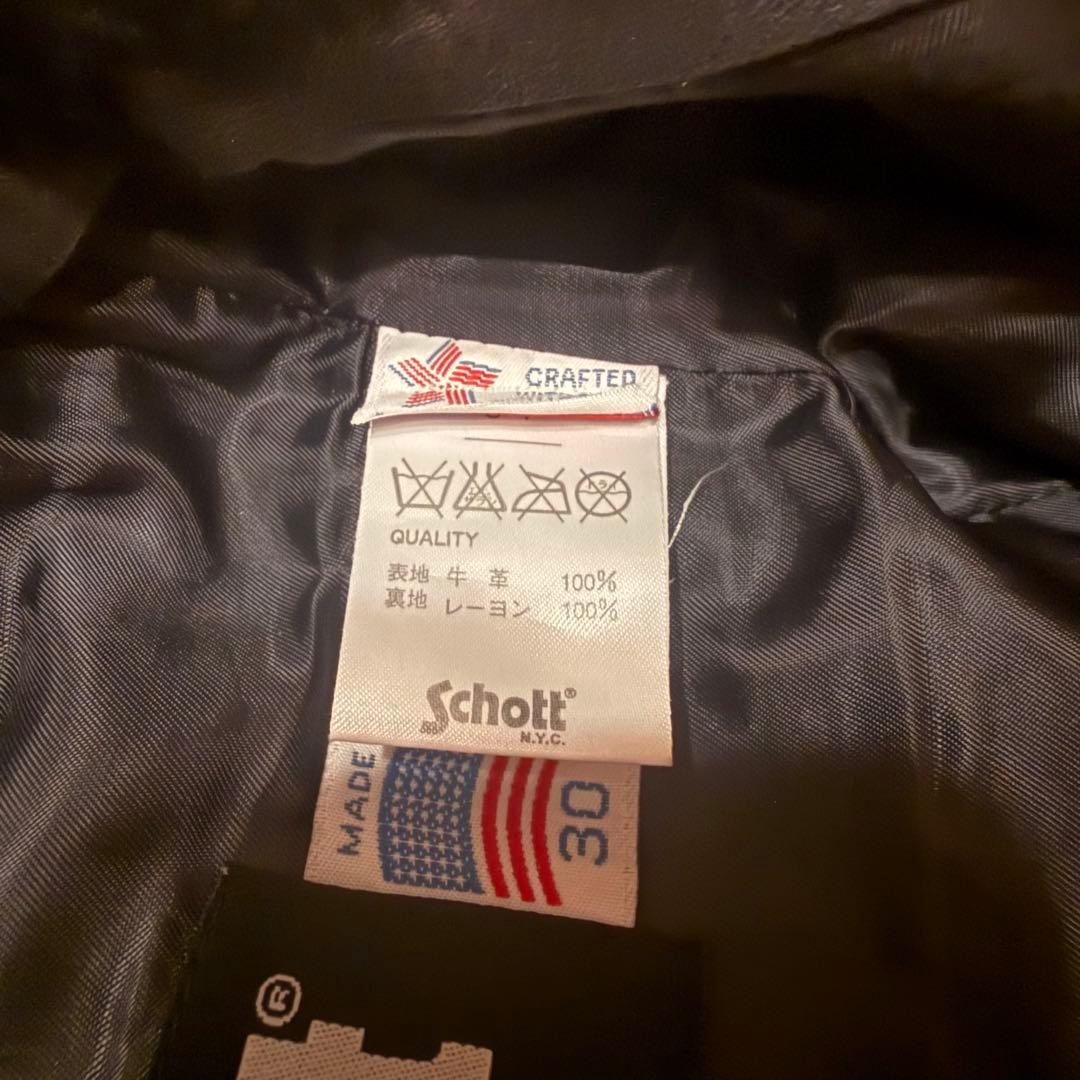 CRAFTED
QUALITY
表地 牛 革 100%
裏地 レーヨン 100%
Schott®
N.Y.C.
MADE
30
®